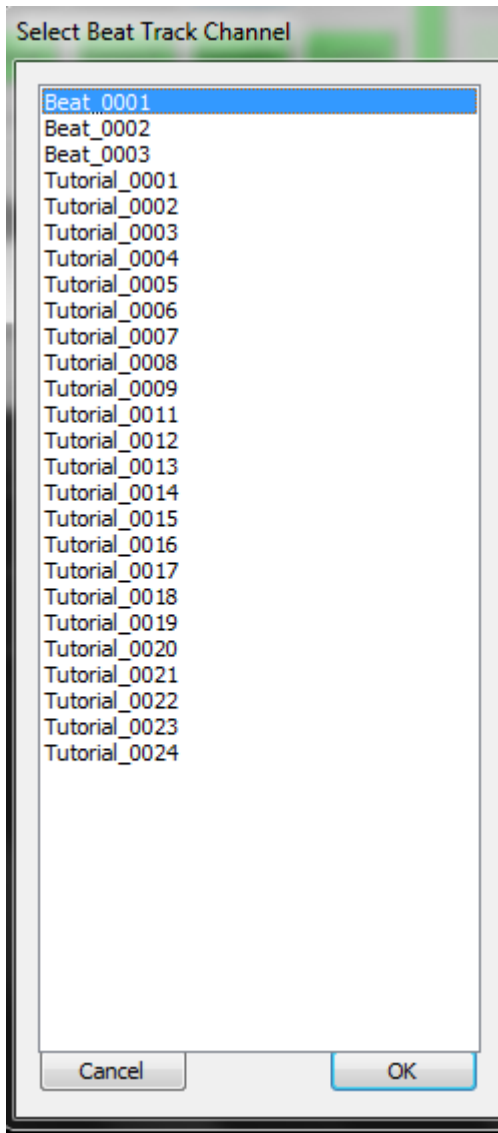 Select Beat Track Channel
Beat_0001
Beat_0002
Beat_0003
Tutorial_0001
Tutorial_0002
Tutorial_0003
Tutorial_0004
Tutorial_0005
Tutorial_0006
Tutorial_0007
Tutorial_0008
Tutorial_0009
Tutorial_0011
Tutorial_0012
Tutorial_0013
Tutorial_0014
Tutorial_0015
Tutorial_0016
Tutorial_0017
Tutorial_0018
Tutorial_0019
Tutorial_0020
Tutorial_0021
Tutorial_0022
Tutorial_0023
Tutorial_0024
Cancel OK